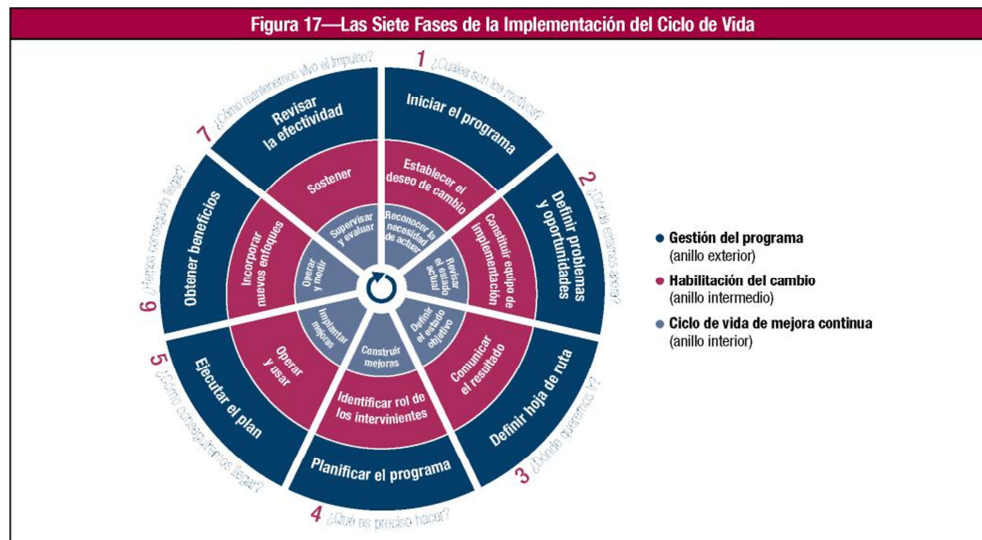 Figura 17—Las Siete Fases de la Implementación del Ciclo de Vida
1 ¿Cuáles son los motivos?
Iniciar el programa
Establecer el
deseo de cambio
Reconocer la
necesidad
de actuar
2 ¿Dónde estamos ahora?
Definir problemas
y oportunidades
Constituir equipo de
implementación
Revisar
el estado
actual
3 ¿Dónde queremos ir?
Definir hoja de ruta
Comunicar
el resultado
Definir
el estado
objetivo
4 ¿Qué es preciso hacer?
Planificar el programa
Identificar rol de
los intervinientes
Construir
mejoras
5 ¿Cómo conseguiremos llegar?
Ejecutar el plan
Operar
y usar
Implantar
mejoras
6 ¿Hemos conseguido llegar?
Obtener beneficios
Incorporar
nuevos enfoques
Operar
y medir
7 ¿Cómo mantenemos vivo el impulso?
Revisar
la efectividad
Sostener
Supervisar
y evaluar
Gestión del programa
(anillo exterior)
Habilitación del cambio
(anillo intermedio)
Ciclo de vida de mejora continua
(anillo interior)